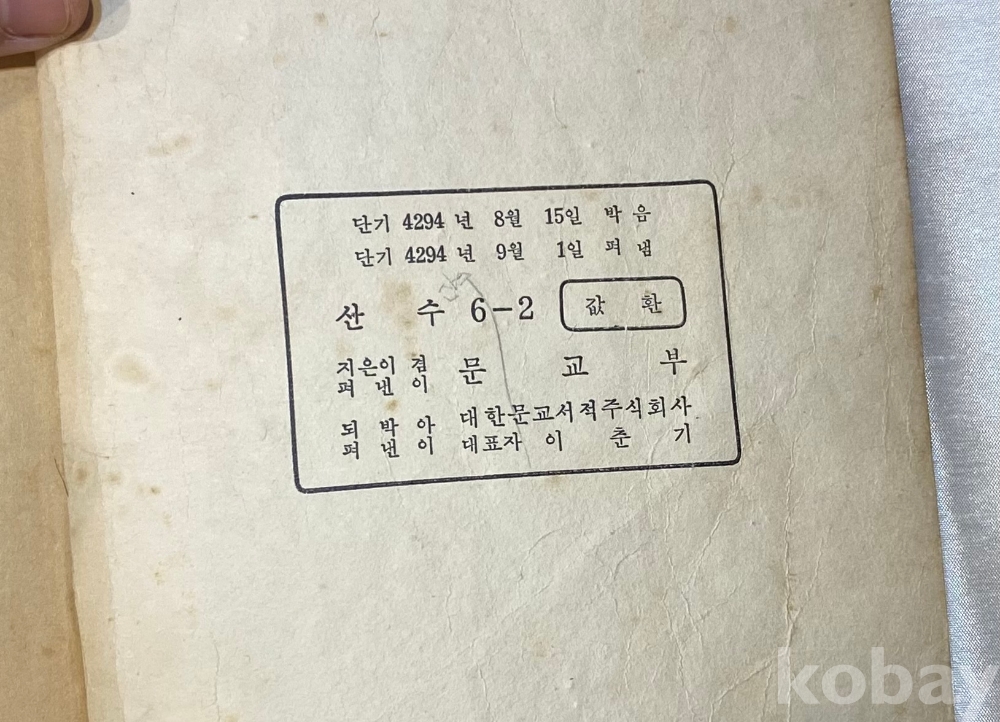 단기 4294 년 8월 15일 박 음
단기 4294 년 9월 1일 펴 냄
산 수 6-2 값 환
지은이 겸
펴 낸 이 문 교 부
되 박 아 대한문교서적주식회사
펴 낸 이 대표자 이 춘 기
kobay